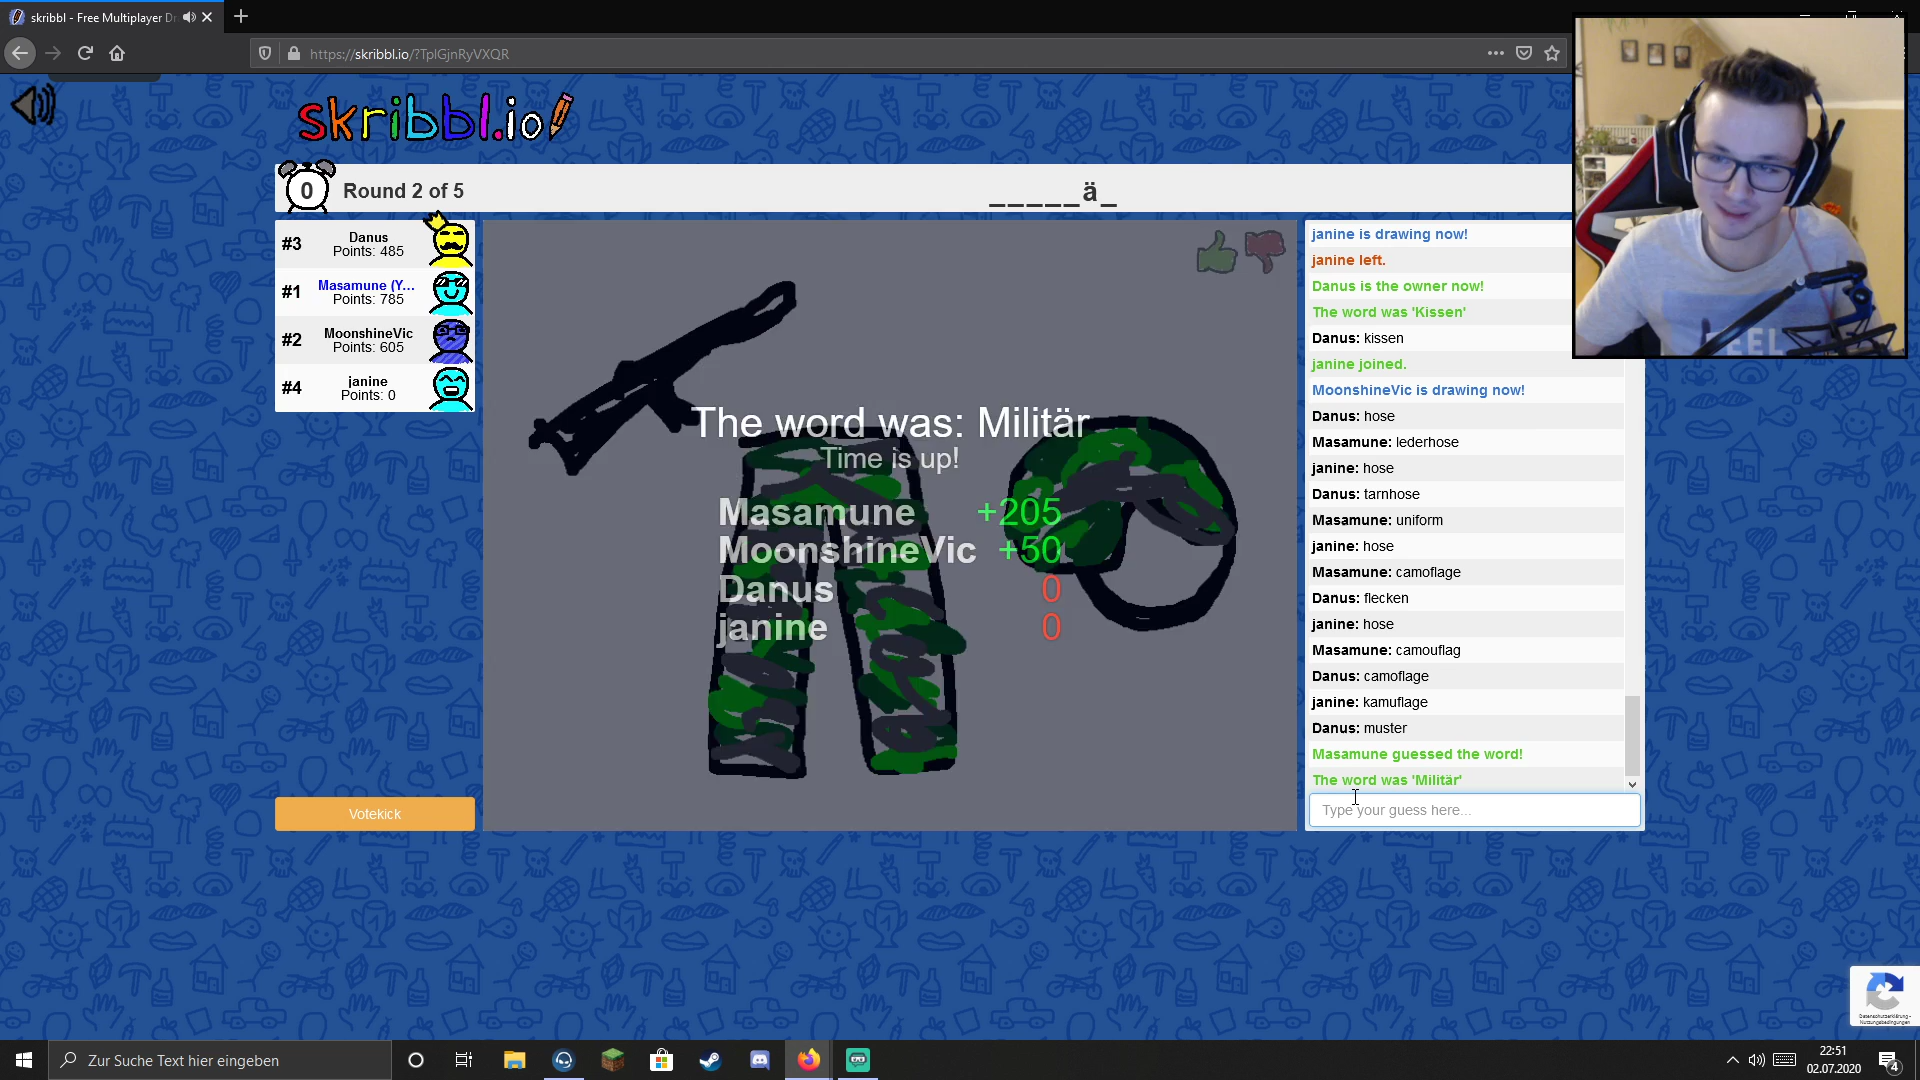 skribbl - Free Multiplayer Dr
https://skribbl.io/?TplGjnRyVXQR
skribbl.io
0
Round 2 of 5
_____ä_
#3
Danus
Points: 485
#1
Masamune (Y...
Points: 785
#2
MoonshineVic
Points: 605
#4
janine
Points: 0
Votekick
The word was: Militär
Time is up!
Masamune +205
MoonshineVic +50
Danus 0
janine 0
janine is drawing now!
janine left.
Danus is the owner now!
The word was 'Kissen'
Danus: kissen
janine joined.
MoonshineVic is drawing now!
Danus: hose
Masamune: lederhose
janine: hose
Danus: tarnhose
Masamune: uniform
janine: hose
Masamune: camoflage
Danus: flecken
janine: hose
Masamune: camouflag
Danus: camoflage
janine: kamuflage
Danus: muster
Masamune guessed the word!
The word was 'Militär'
Type your guess here...
FEEL
Datenschutzerklärung -
Nutzungsbedingungen
Zur Suche Text hier eingeben
22:51
02.07.2020
4